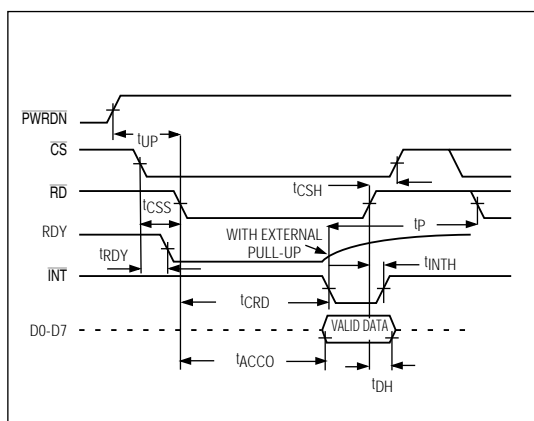 PWRDN
tUP
CS
tCSH
RD
tCSS
tP
RDY
WITH EXTERNAL
PULL-UP
tRDY
tINTH
INT
tCRD
D0-D7
VALID DATA
tACCO
tDH